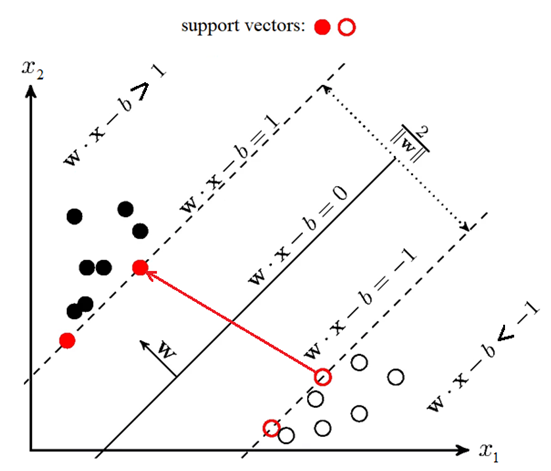 support vectors:
x₂
w · x − b > 1
w · x − b = 1
2
‖w‖
w · x − b = 0
w · x − b = −1
w
w · x − b < −1
x₁